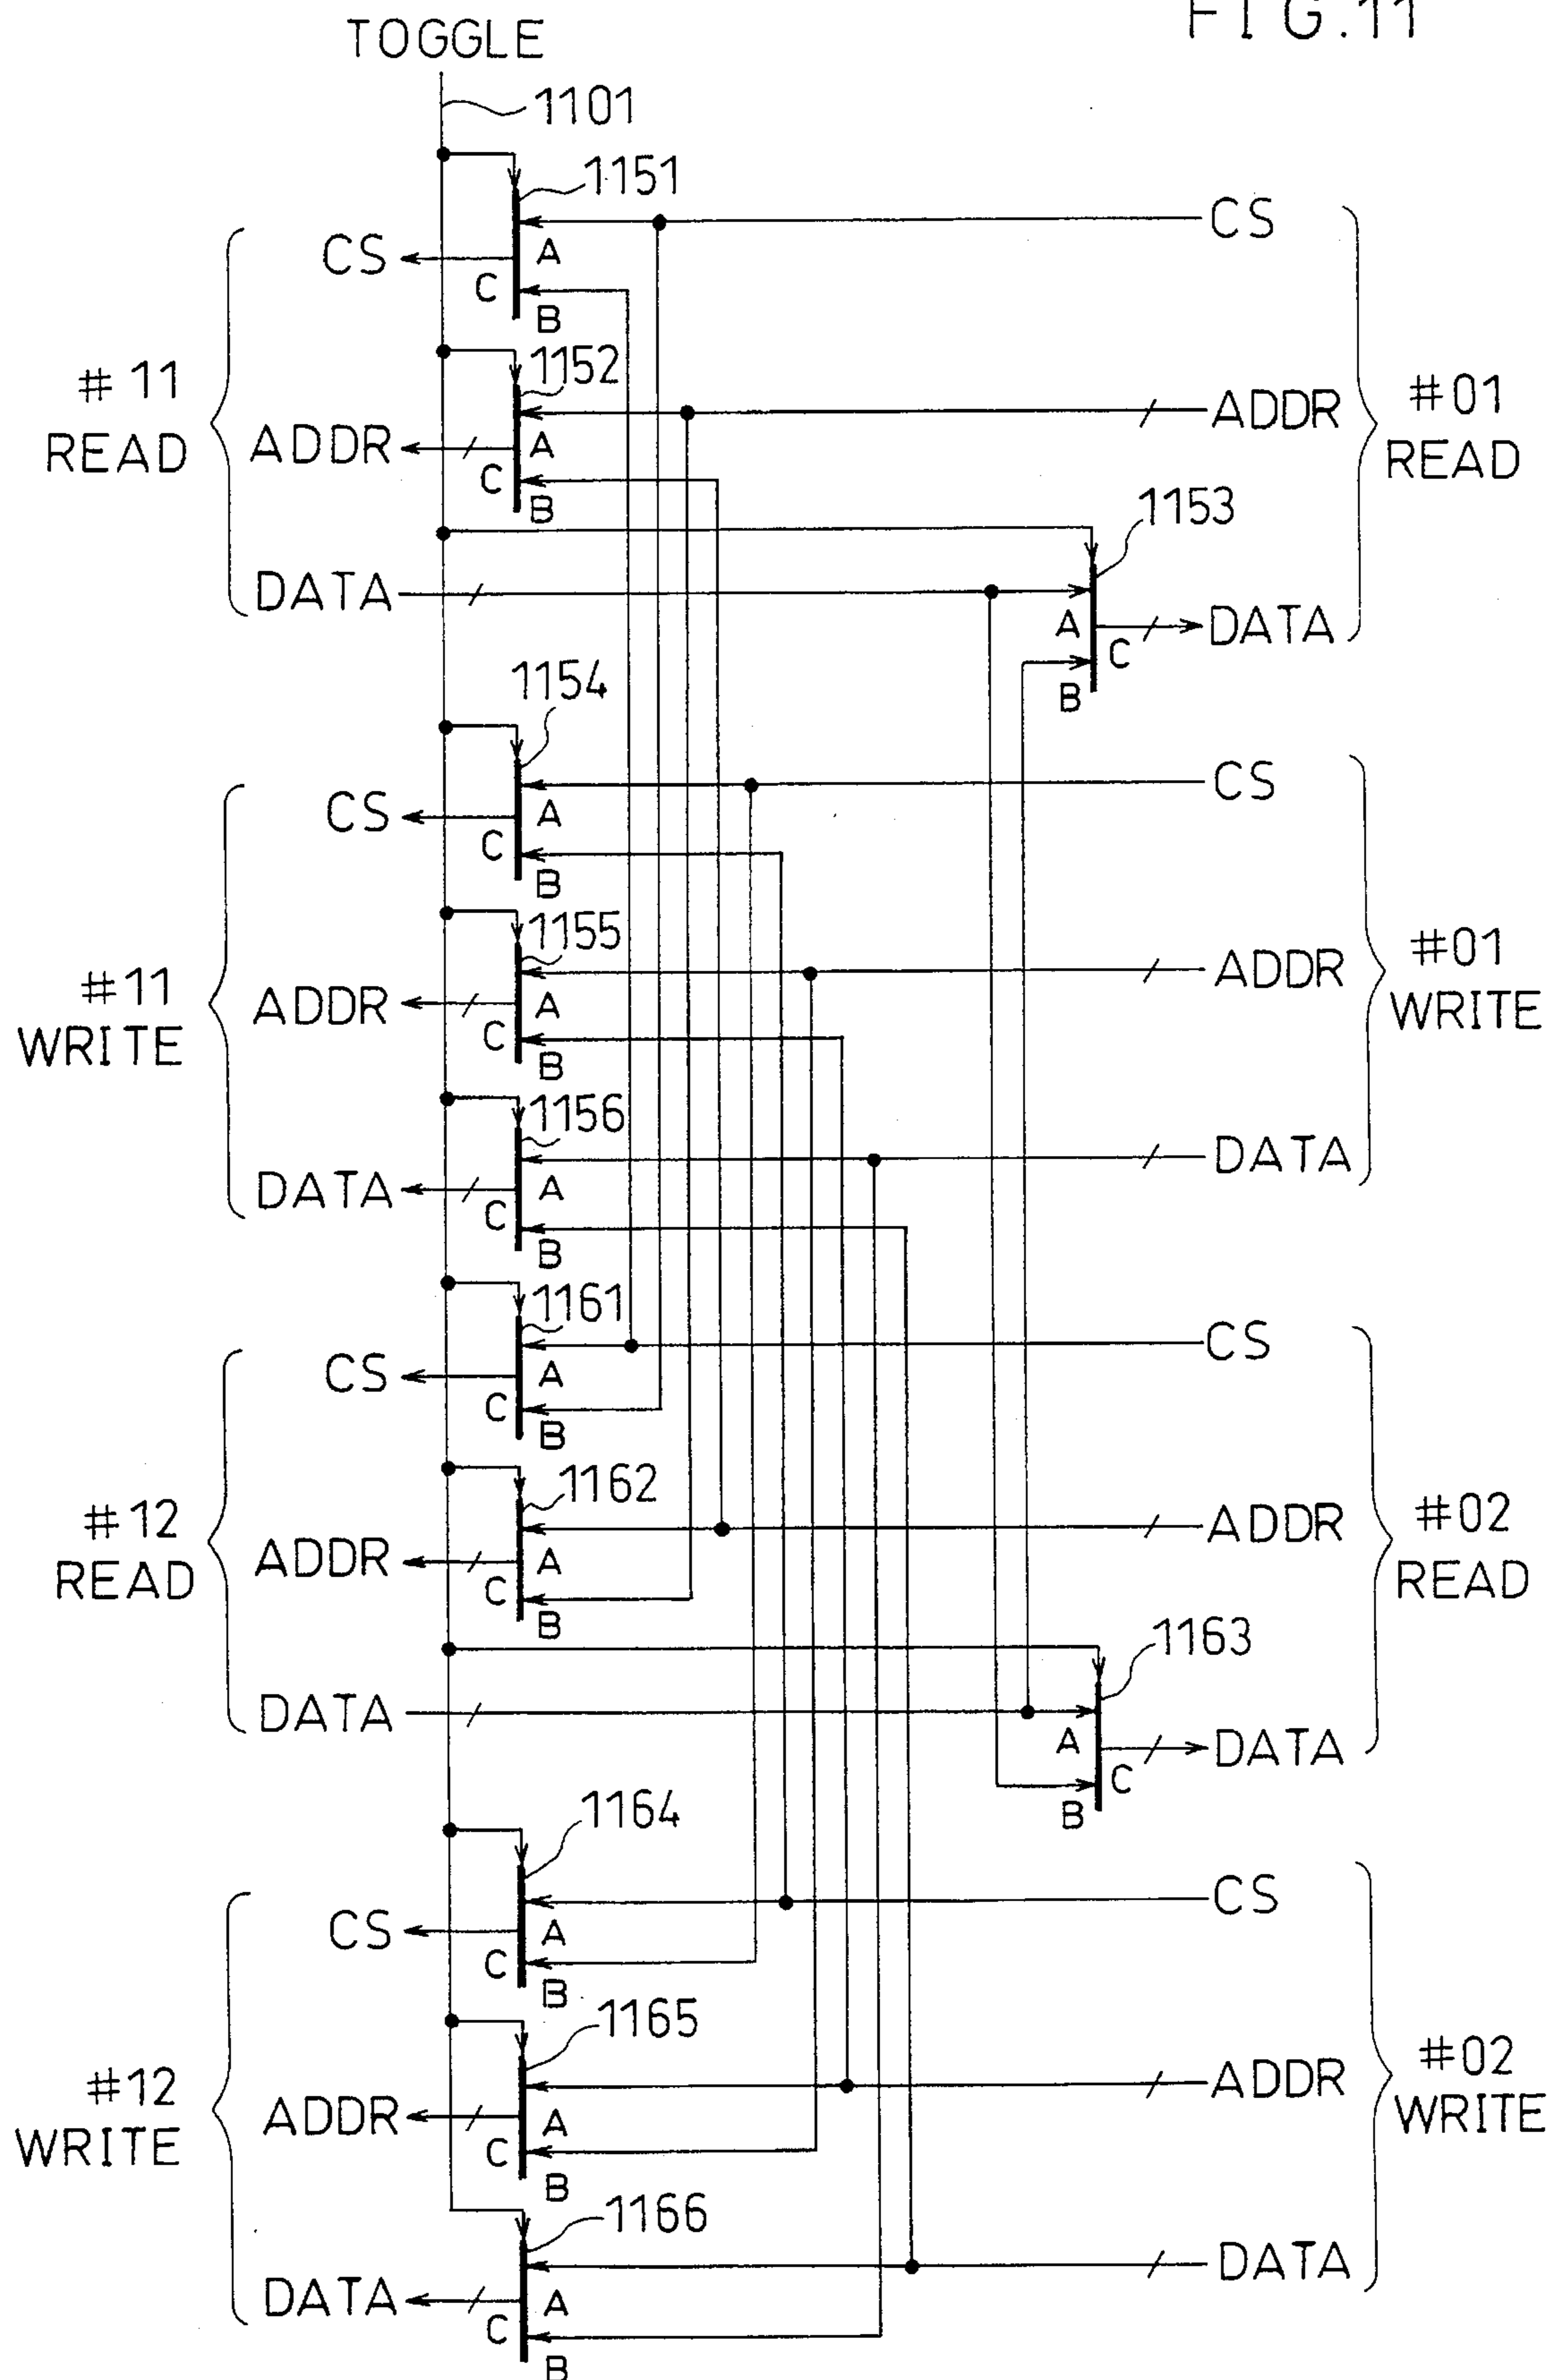 FIG.11
TOGGLE
1101
1151
CS
CS
A
C
B
#11
READ
1152
#01
READ
ADDR
ADDR
A
C
B
1153
DATA
DATA
A
C
B
1154
CS
CS
A
C
B
#11
WRITE
1155
#01
WRITE
ADDR
ADDR
A
C
B
1156
DATA
DATA
A
C
B
1161
CS
CS
A
C
B
#12
READ
1162
#02
READ
ADDR
ADDR
A
C
B
1163
DATA
DATA
A
C
B
1164
CS
CS
A
C
B
#12
WRITE
1165
#02
WRITE
ADDR
ADDR
A
C
B
1166
DATA
DATA
A
C
B